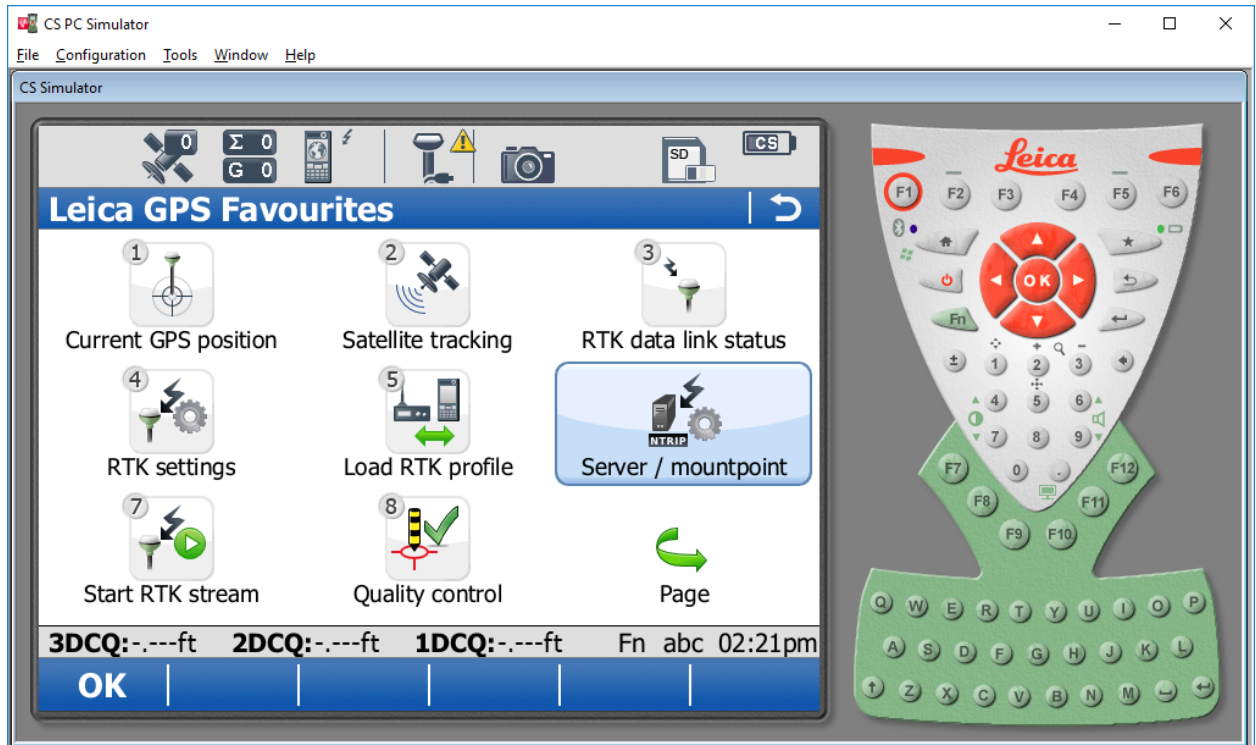 CS PC Simulator
File Configuration Tools Window Help
CS Simulator
0 Σ 0 G 0 SD CS
Leica GPS Favourites
1 2 3
Current GPS position Satellite tracking RTK data link status
4 5 NTRIP
RTK settings Load RTK profile Server / mountpoint
7 8
Start RTK stream Quality control Page
3DCQ:-.---ft 2DCQ:-.---ft 1DCQ:-.---ft Fn abc 02:21pm
OK
Leica
F1 F2 F3 F4 F5 F6
OK
Fn
+ -
± 1 2 3
4 5 6
7 8 9
F7 0 . F12
F8 F11
F9 F10
Q W E R T Y U I O P
A S D F G H J K L
Z X C V B N M